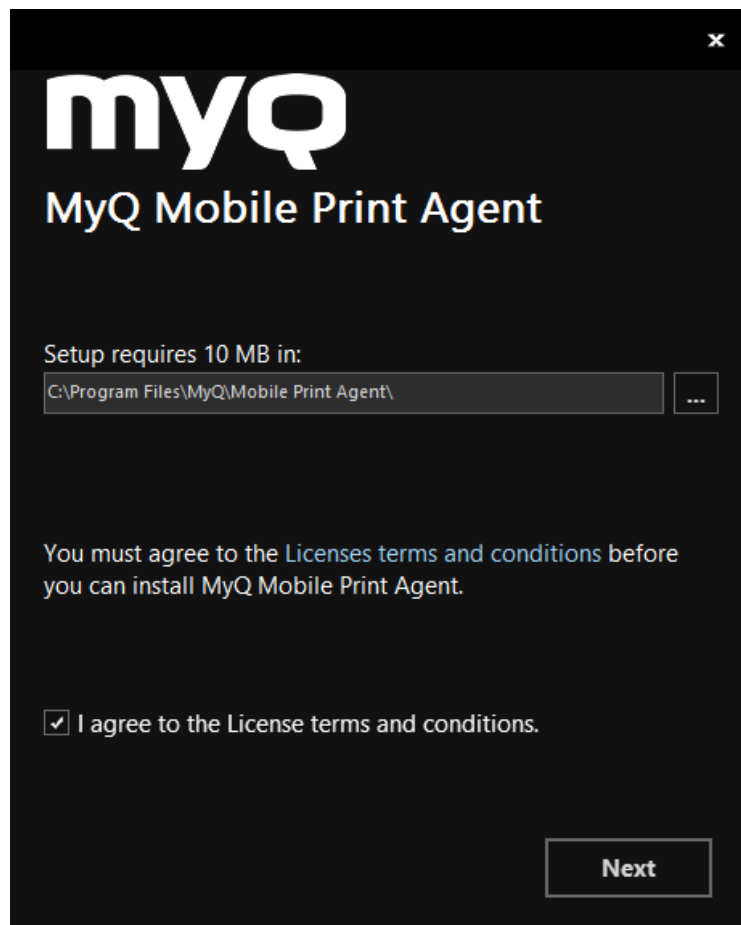 myQ
MyQ Mobile Print Agent
Setup requires 10 MB in:
C:\Program Files\MyQ\Mobile Print Agent\
...
You must agree to the Licenses terms and conditions before
you can install MyQ Mobile Print Agent.
I agree to the License terms and conditions.
Next